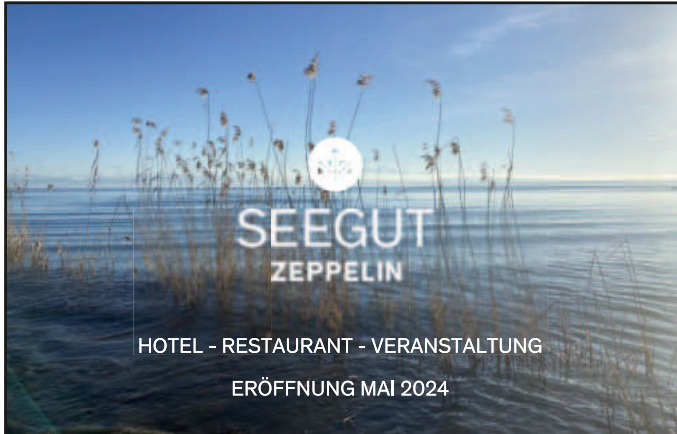 SEEGUT
ZEPPELIN
HOTEL - RESTAURANT - VERANSTALTUNG
ERÖFFNUNG MAI 2024